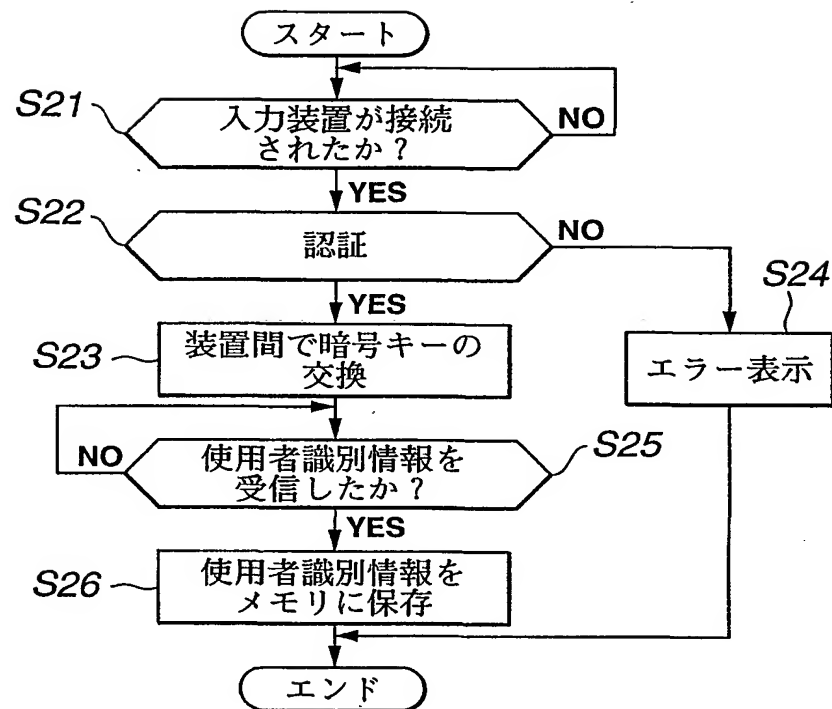 スタート
S21
入力装置が接続
されたか?
NO
YES
S22
認証
NO
YES
S24
エラー表示
S23
装置間で暗号キーの
交換
NO
使用者識別情報を
受信したか?
S25
YES
S26
使用者識別情報を
メモリに保存
エンド